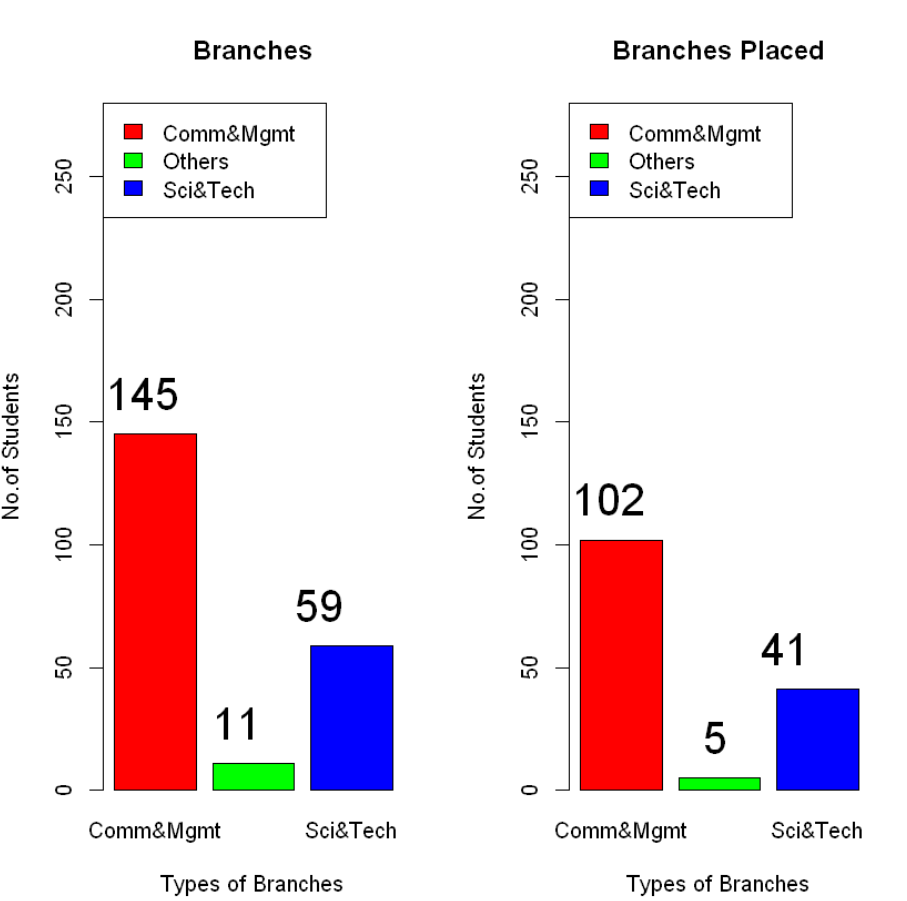 Branches
Comm&Mgmt
Others
Sci&Tech
250
200
150
100
50
0
No.of Students
145
11
59
Comm&Mgmt
Sci&Tech
Types of Branches
Branches Placed
Comm&Mgmt
Others
Sci&Tech
250
200
150
100
50
0
No.of Students
102
5
41
Comm&Mgmt
Sci&Tech
Types of Branches